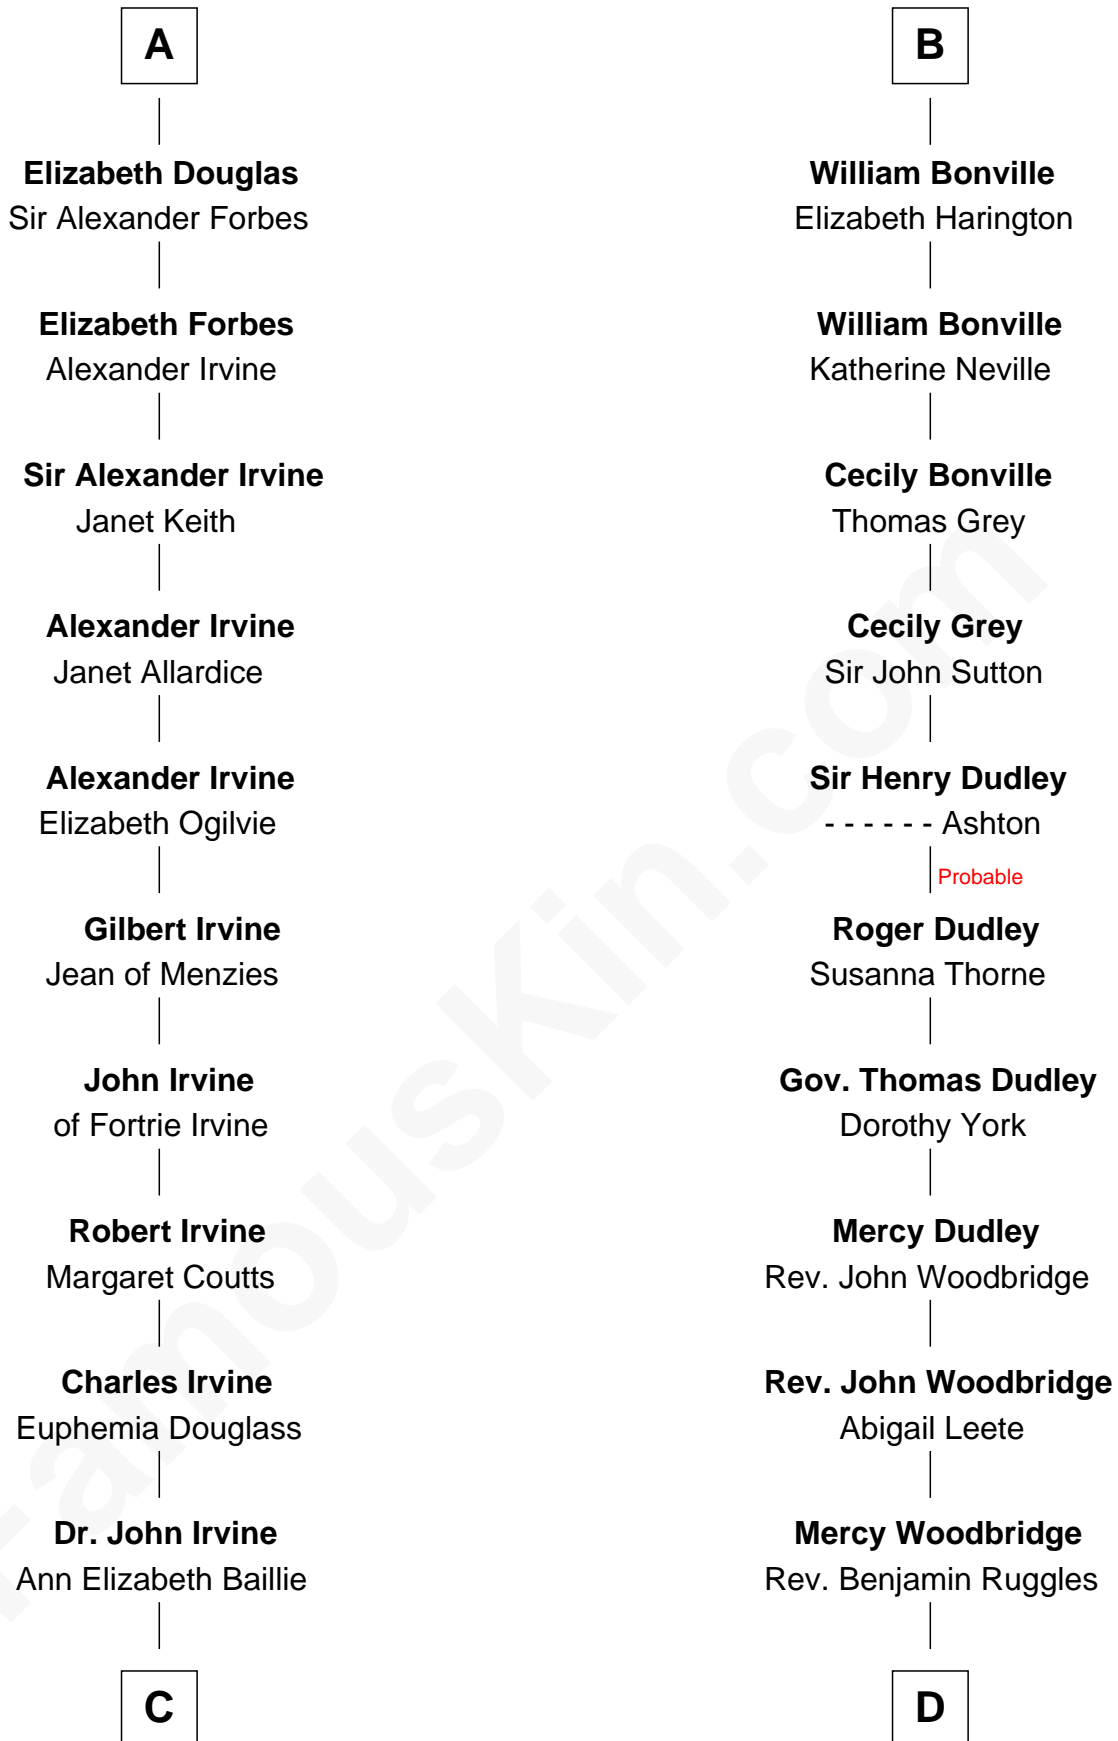 A
Elizabeth Douglas
Sir Alexander Forbes
Elizabeth Forbes
Alexander Irvine
Sir Alexander Irvine
Janet Keith
Alexander Irvine
Janet Allardice
Alexander Irvine
Elizabeth Ogilvie
Gilbert Irvine
Jean of Menzies
John Irvine
of Fortrie Irvine
Robert Irvine
Margaret Coutts
Charles Irvine
Euphemia Douglass
Dr. John Irvine
Ann Elizabeth Baillie
C
B
William Bonville
Elizabeth Harington
William Bonville
Katherine Neville
Cecily Bonville
Thomas Grey
Cecily Grey
Sir John Sutton
Sir Henry Dudley
- - - - - - Ashton
Probable
Roger Dudley
Susanna Thorne
Gov. Thomas Dudley
Dorothy York
Mercy Dudley
Rev. John Woodbridge
Rev. John Woodbridge
Abigail Leete
Mercy Woodbridge
Rev. Benjamin Ruggles
D
FamousKin.com